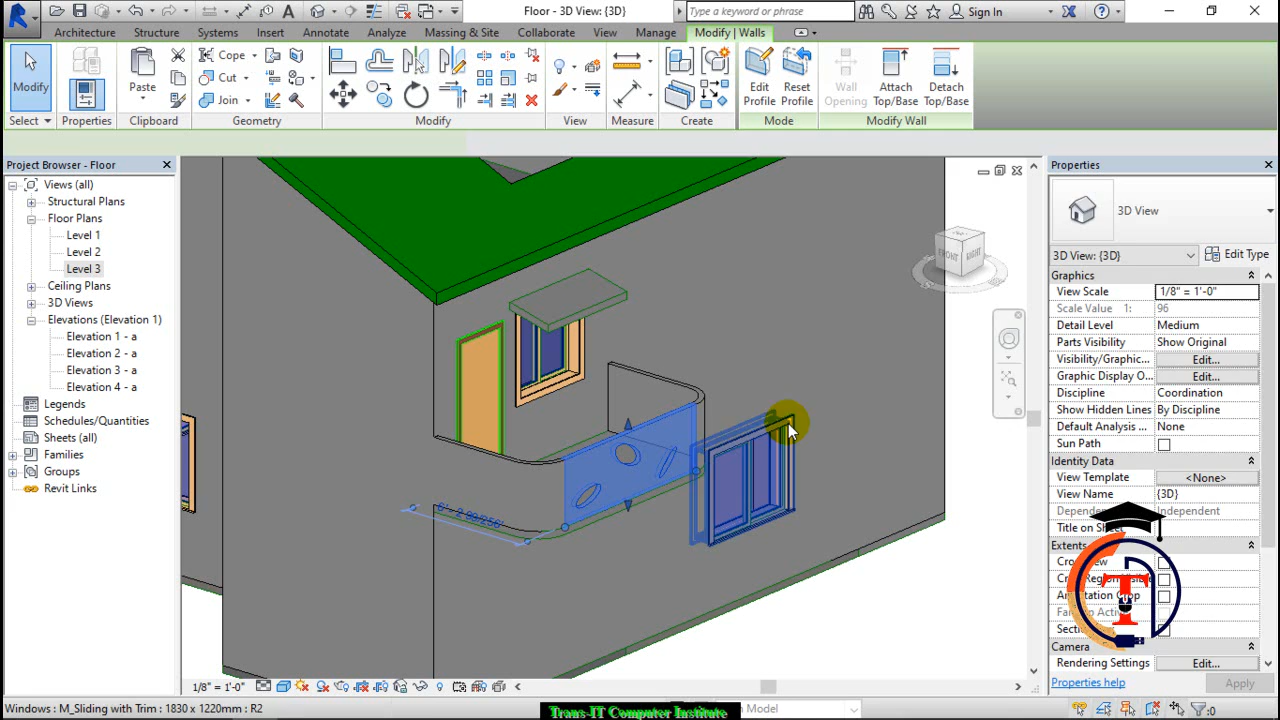 Floor - 3D View: {3D}
Type a keyword or phrase
Sign In
Architecture Structure Systems Insert Annotate Analyze Massing & Site Collaborate View Manage Modify | Walls
Modify
Select
Properties
Paste
Clipboard
Cope
Cut
Join
Geometry
Modify
View
Measure
Create
Edit Profile
Reset Profile
Mode
Wall Opening
Attach Top/Base
Detach Top/Base
Modify Wall
Project Browser - Floor
Views (all)
Structural Plans
Floor Plans
Level 1
Level 2
Level 3
Ceiling Plans
3D Views
Elevations (Elevation 1)
Elevation 1 - a
Elevation 2 - a
Elevation 3 - a
Elevation 4 - a
Legends
Schedules/Quantities
Sheets (all)
Families
Groups
Revit Links
FRONT RIGHT
Properties
3D View
3D View: {3D} Edit Type
Graphics
View Scale 1/8" = 1'-0"
Scale Value 1: 96
Detail Level Medium
Parts Visibility Show Original
Visibility/Graphic... Edit...
Graphic Display O... Edit...
Discipline Coordination
Show Hidden Lines By Discipline
Default Analysis ... None
Sun Path
Identity Data
View Template <None>
View Name {3D}
Dependen Independent
Title on Sh
Extents
Camera
Rendering Settings Edit...
Properties help Apply
1/8" = 1'-0"
Windows : M_Sliding with Trim : 1830 x 1220mm : R2
Trans-IT Computer Institute
Model
:0